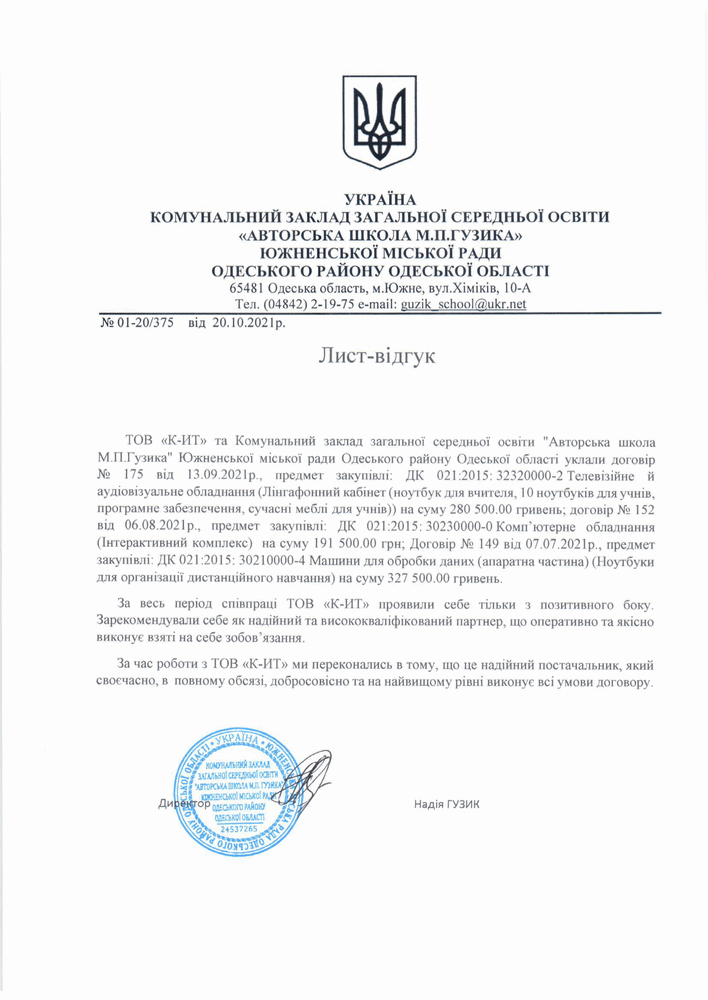 УКРАЇНА
КОМУНАЛЬНИЙ ЗАКЛАД ЗАГАЛЬНОЇ СЕРЕДНЬОЇ ОСВІТИ
«АВТОРСЬКА ШКОЛА М.П.ГУЗИКА»
ЮЖНЕНСЬКОЇ МІСЬКОЇ РАДИ
ОДЕСЬКОГО РАЙОНУ ОДЕСЬКОЇ ОБЛАСТІ
65481 Одеська область, м.Южне, вул.Хіміків, 10-А
Тел. (04842) 2-19-75 e-mail: guzik_school@ukr.net
№ 01-20/375 від 20.10.2021р.
Лист-відгук
ТОВ «К-ИТ» та Комунальний заклад загальної середньої освіти "Авторська школа
М.П.Гузика" Южненської міської ради Одеського району Одеської області уклали договір
№ 175 від 13.09.2021р., предмет закупівлі: ДК 021:2015: 32320000-2 Телевізійне й
аудіовізуальне обладнання (Лінгафонний кабінет (ноутбук для вчителя, 10 ноутбуків для учнів,
програмне забезпечення, сучасні меблі для учнів)) на суму 280 500.00 гривень; договір № 152
від 06.08.2021р., предмет закупівлі: ДК 021:2015: 30230000-0 Комп’ютерне обладнання
(Інтерактивний комплекс) на суму 191 500.00 грн; Договір № 149 від 07.07.2021р., предмет
закупівлі: ДК 021:2015: 30210000-4 Машини для обробки даних (апаратна частина) (Ноутбуки
для організації дистанційного навчання) на суму 327 500.00 гривень.
За весь період співпраці ТОВ «К-ИТ» проявили себе тільки з позитивного боку.
Зарекомендували себе як надійний та висококваліфікований партнер, що оперативно та якісно
виконує взяті на себе зобов’язання.
За час роботи з ТОВ «К-ИТ» ми переконались в тому, що це надійний постачальник, який
своєчасно, в повному обсязі, добросовісно та на найвищому рівні виконує всі умови договору.
Директор
Надія ГУЗИК
УКРАЇНА
КОМУНАЛЬНИЙ ЗАКЛАД
ЗАГАЛЬНОЇ СЕРЕДНЬОЇ ОСВІТИ
"АВТОРСЬКА ШКОЛА М.П. ГУЗИКА"
ЮЖНЕНСЬКОЇ МІСЬКОЇ РАДИ
ОДЕСЬКОГО РАЙОНУ
ОДЕСЬКОЇ ОБЛАСТІ
24537265